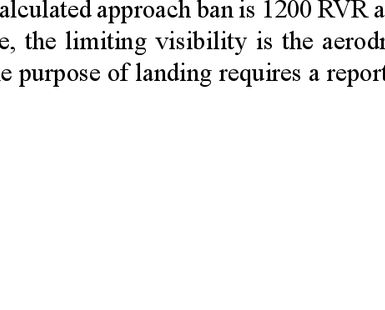 alculated approach ban is 1200 RVR a
e, the limiting visibility is the aerodr
e purpose of landing requires a report